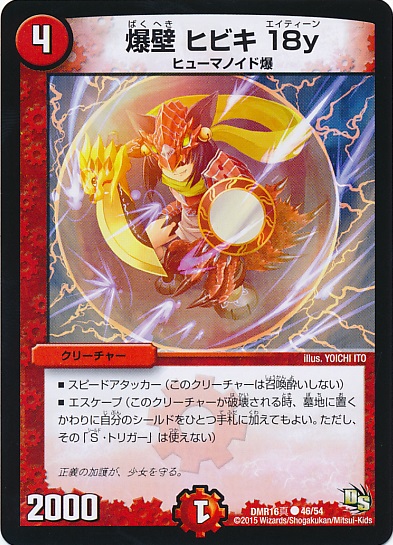 4
ばくへき エイティーン
爆壁 ヒビキ 18y
ヒューマノイド爆
クリーチャー
illus. YOICHI ITO
■ スピードアタッカー (このクリーチャーは召喚酔いしない)
■ エスケープ (このクリーチャーが破壊される時、墓地に置く
かわりに自分のシールドをひとつ手札に加えてもよい。ただし、
その「S・トリガー」は使えない)
正義の加護が、少女を守る。
2000
1
DS
DMR16真 ● 46/54
©2015 Wizards/Shogakukan/Mitsui-Kids